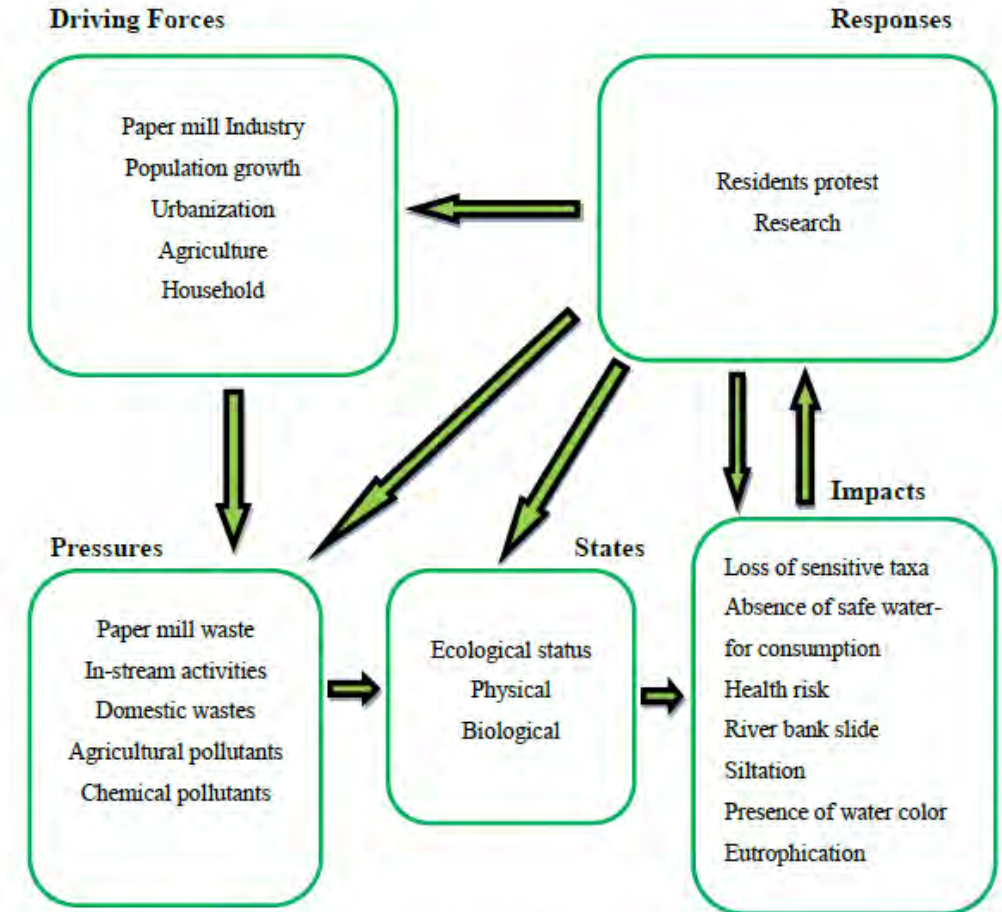 Driving Forces
Responses
Paper mill Industry
Population growth
Urbanization
Agriculture
Household
Residents protest
Research
Pressures
States
Impacts
Paper mill waste
In-stream activities
Domestic wastes
Agricultural pollutants
Chemical pollutants
Ecological status
Physical
Biological
Loss of sensitive taxa
Absence of safe water-
for consumption
Health risk
River bank slide
Siltation
Presence of water color
Eutrophication